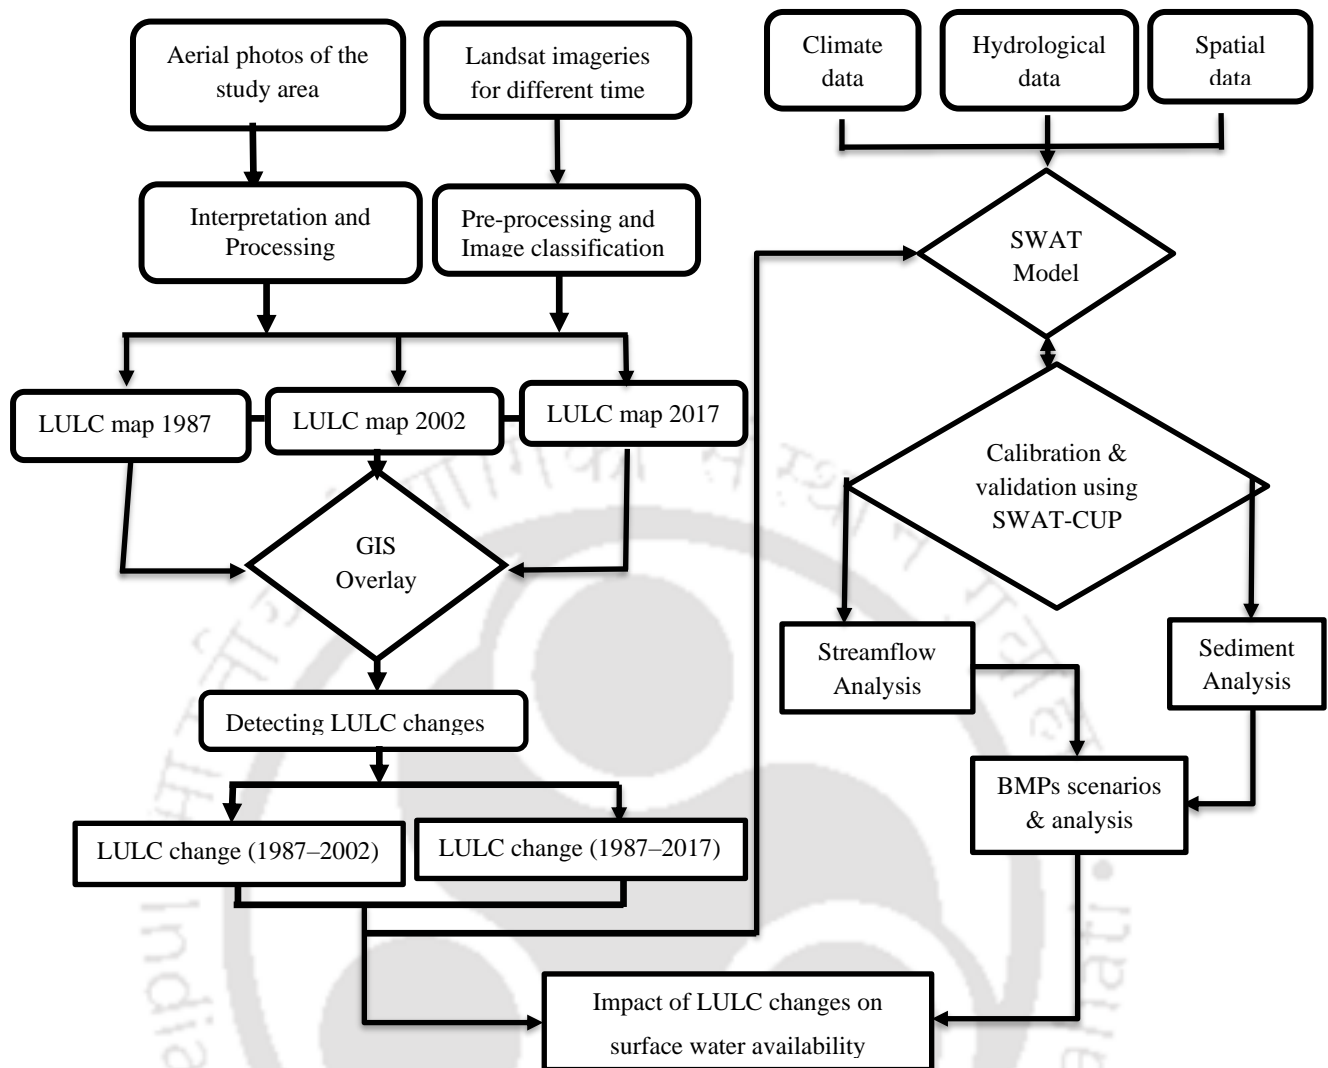 Aerial photos of the
study area
Landsat imageries
for different time
Climate
data
Hydrological
data
Spatial
data
Interpretation and
Processing
Pre-processing and
Image classification
SWAT
Model
LULC map 1987
LULC map 2002
LULC map 2017
Calibration &
validation using
SWAT-CUP
GIS
Overlay
Streamflow
Analysis
Sediment
Analysis
Detecting LULC changes
BMPs scenarios
& analysis
LULC change (1987–2002)
LULC change (1987–2017)
Impact of LULC changes on
surface water availability